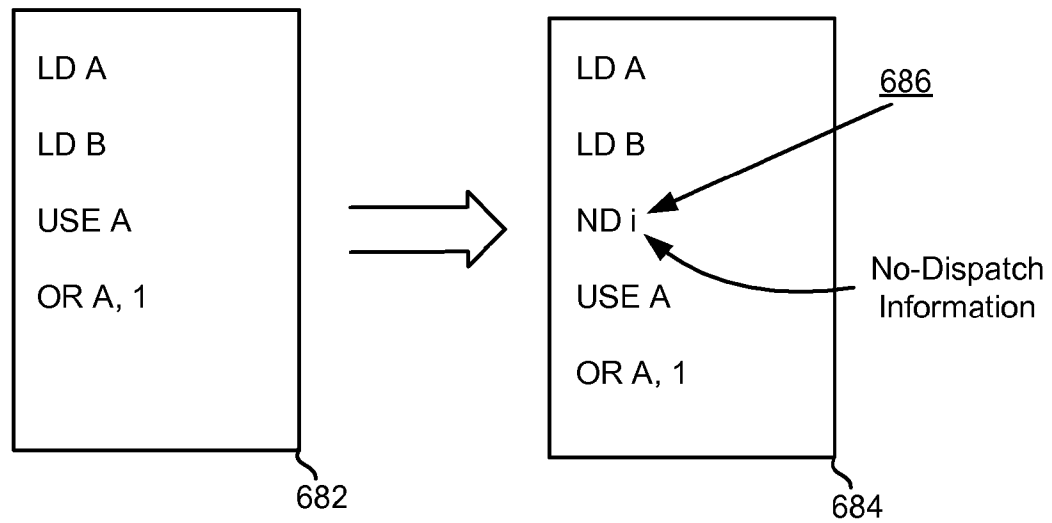 LD A
LD B
USE A
OR A, 1
682
LD A
LD B
ND i
USE A
OR A, 1
684
686
No-Dispatch
Information